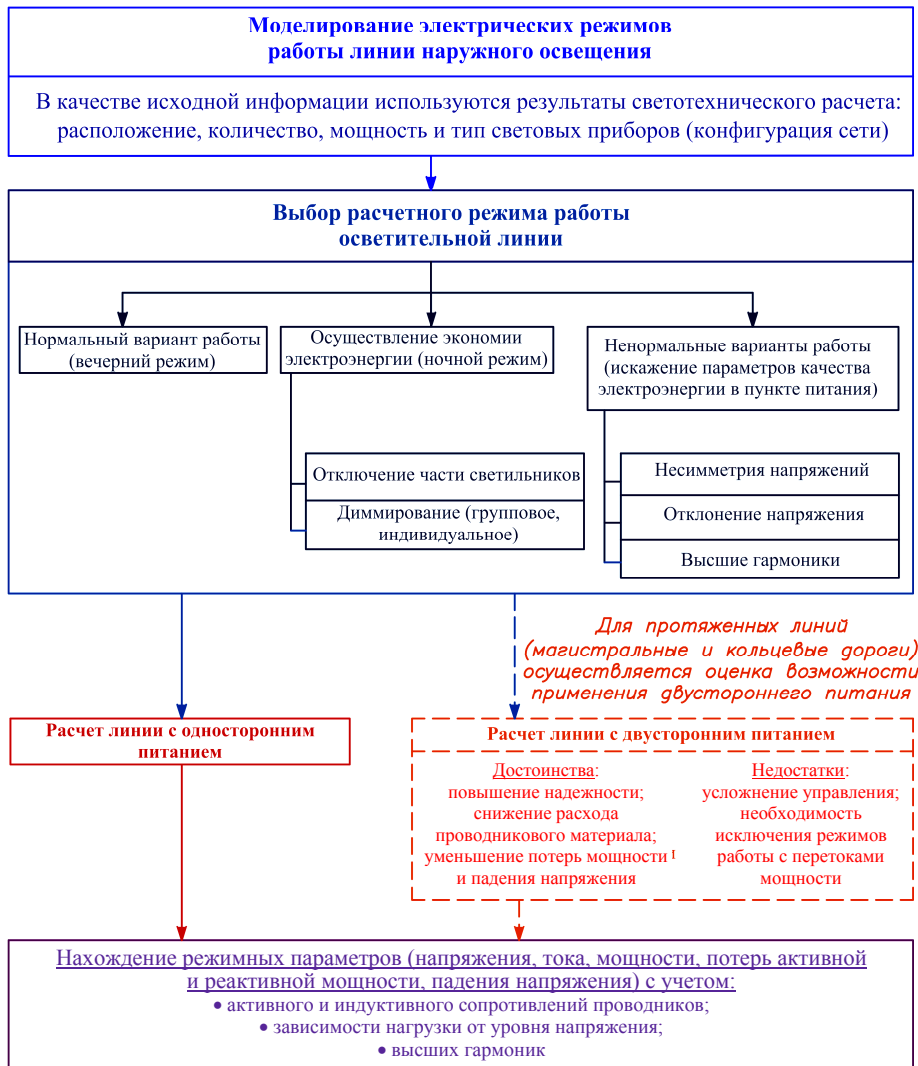 Моделирование электрических режимов
работы линии наружного освещения
В качестве исходной информации используются результаты светотехнического расчета:
расположение, количество, мощность и тип световых приборов (конфигурация сети)
Выбор расчетного режима работы
осветительной линии
Нормальный вариант работы
(вечерний режим)
Осуществление экономии
электроэнергии (ночной режим)
Отключение части светильников
Диммирование (групповое,
индивидуальное)
Ненормальные варианты работы
(искажение параметров качества
электроэнергии в пункте питания)
Несимметрия напряжений
Отклонение напряжения
Высшие гармоники
Для протяженных линий
(магистральные и кольцевые дороги)
осуществляется оценка возможности
применения двустороннего питания
Расчет линии с односторонним
питанием
Расчет линии с двусторонним питанием
Достоинства:
повышение надежности;
снижение расхода
проводникового материала;
уменьшение потерь мощности
и падения напряжения
Недостатки:
усложнение управления;
необходимость
исключения режимов
работы с перетоками
мощности
Нахождение режимных параметров (напряжения, тока, мощности, потерь активной
и реактивной мощности, падения напряжения) с учетом:
• активного и индуктивного сопротивлений проводников;
• зависимости нагрузки от уровня напряжения;
• высших гармоник